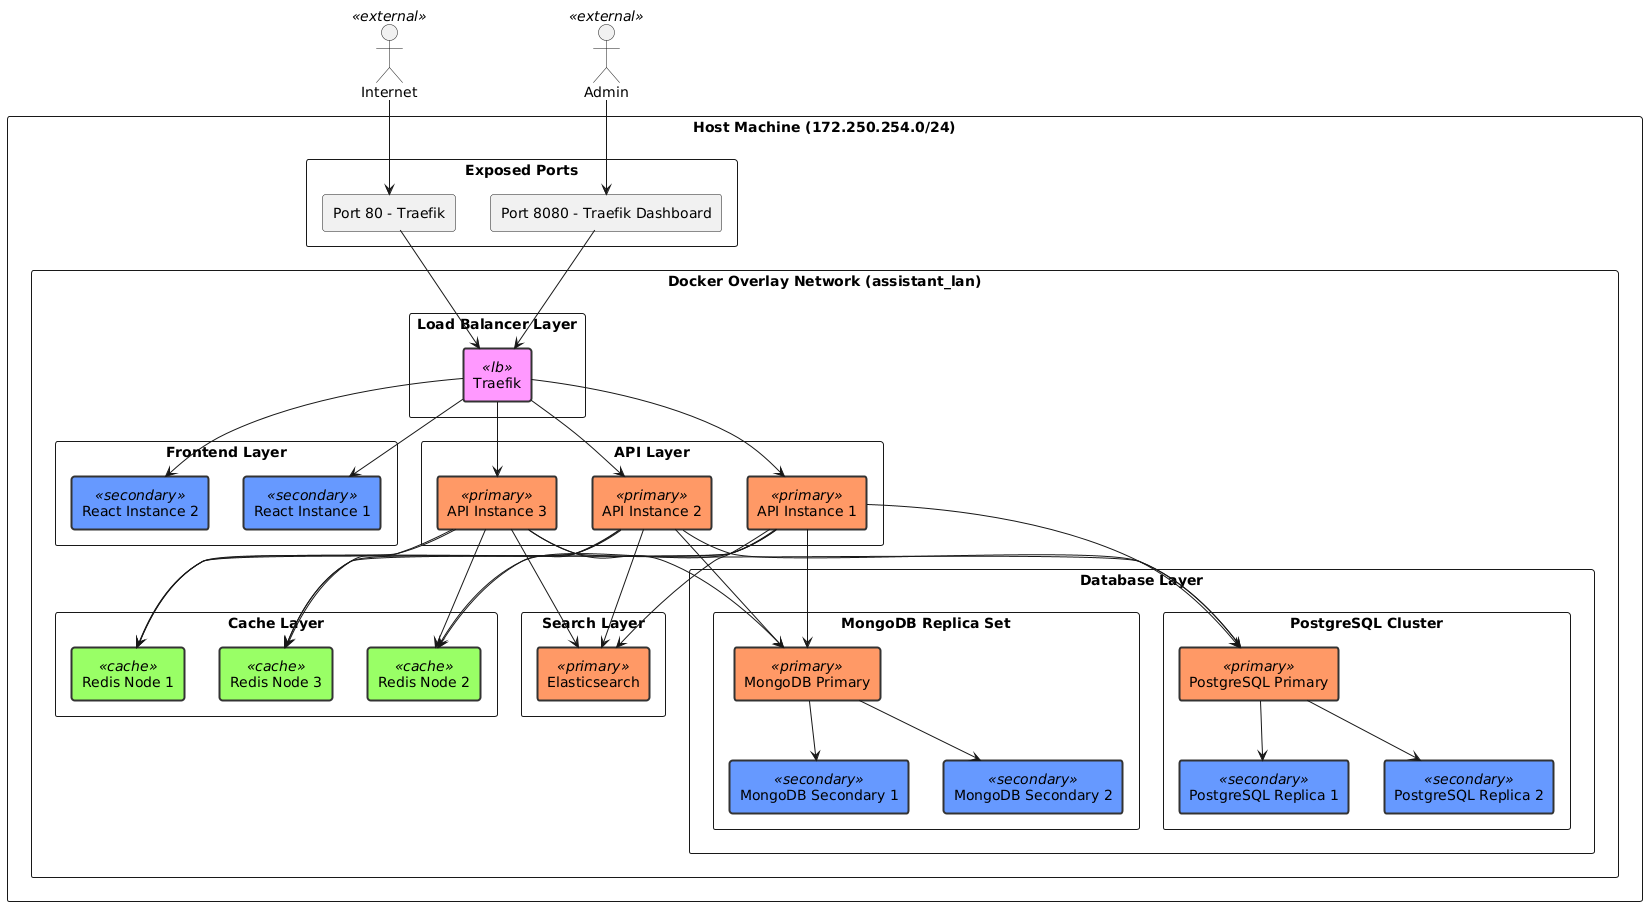 «external»
Internet
«external»
Admin
Host Machine (172.250.254.0/24)
Exposed Ports
Port 80 - Traefik
Port 8080 - Traefik Dashboard
Docker Overlay Network (assistant_lan)
Load Balancer Layer
«lb»
Traefik
Frontend Layer
«secondary»
React Instance 2
«secondary»
React Instance 1
API Layer
«primary»
API Instance 3
«primary»
API Instance 2
«primary»
API Instance 1
Cache Layer
«cache»
Redis Node 1
«cache»
Redis Node 3
«cache»
Redis Node 2
Search Layer
«primary»
Elasticsearch
Database Layer
MongoDB Replica Set
«primary»
MongoDB Primary
«secondary»
MongoDB Secondary 1
«secondary»
MongoDB Secondary 2
PostgreSQL Cluster
«primary»
PostgreSQL Primary
«secondary»
PostgreSQL Replica 1
«secondary»
PostgreSQL Replica 2